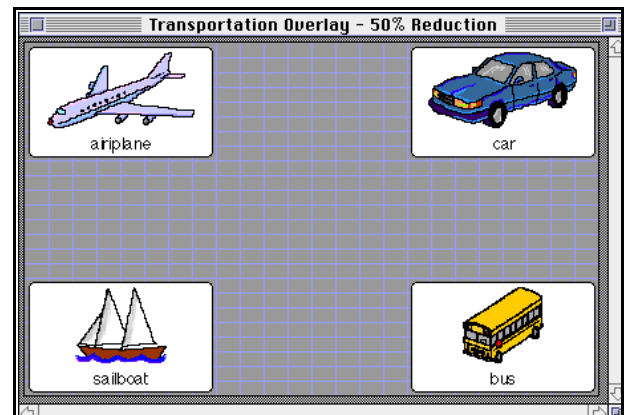 Transportation Overlay - 50% Reduction
airplane
car
sailboat
bus